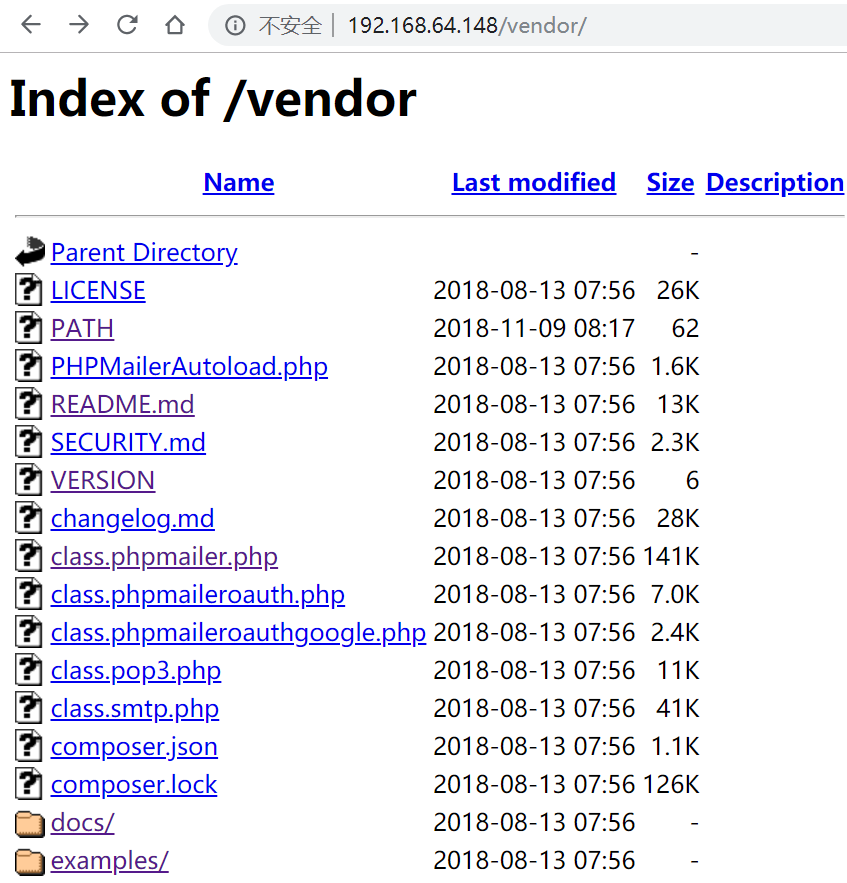 不安全 192.168.64.148/vendor/
Index of /vendor
Name Last modified Size Description
Parent Directory -
LICENSE 2018-08-13 07:56 26K
PATH 2018-11-09 08:17 62
PHPMailerAutoload.php 2018-08-13 07:56 1.6K
README.md 2018-08-13 07:56 13K
SECURITY.md 2018-08-13 07:56 2.3K
VERSION 2018-08-13 07:56 6
changelog.md 2018-08-13 07:56 28K
class.phpmailer.php 2018-08-13 07:56 141K
class.phpmaileroauth.php 2018-08-13 07:56 7.0K
class.phpmaileroauthgoogle.php 2018-08-13 07:56 2.4K
class.pop3.php 2018-08-13 07:56 11K
class.smtp.php 2018-08-13 07:56 41K
composer.json 2018-08-13 07:56 1.1K
composer.lock 2018-08-13 07:56 126K
docs/ 2018-08-13 07:56 -
examples/ 2018-08-13 07:56 -